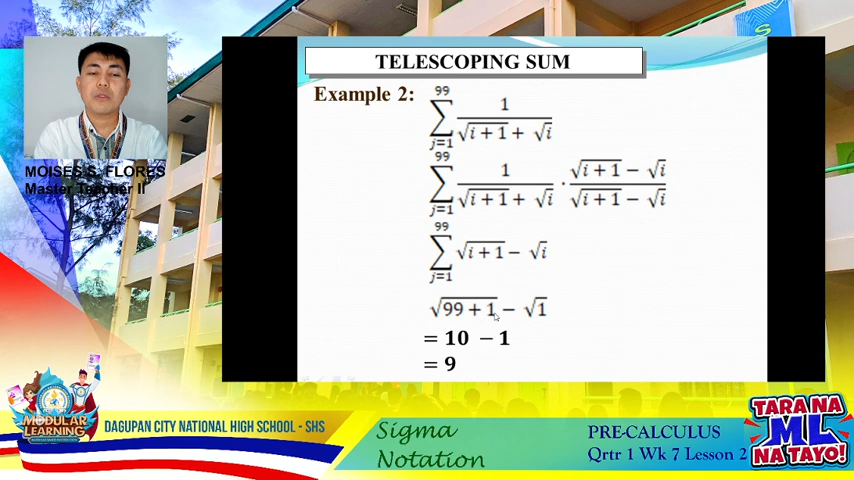 TELESCOPING SUM
Example 2:
99
∑ 1/(√(i+1) + √i)
j=1
99
∑ 1/(√(i+1) + √i) · (√(i+1) − √i)/(√(i+1) − √i)
j=1
99
∑ √(i+1) − √i
j=1
√(99+1) − √1
= 10 − 1
= 9
MOISES S. FLORES
Master Teacher II
MODULAR
LEARNING
DAGUPAN CITY NATIONAL HIGH SCHOOL - SHS
Sigma
Notation
PRE-CALCULUS
Qrtr 1 Wk 7 Lesson 2
TARA NA
ML
NA TAYO!